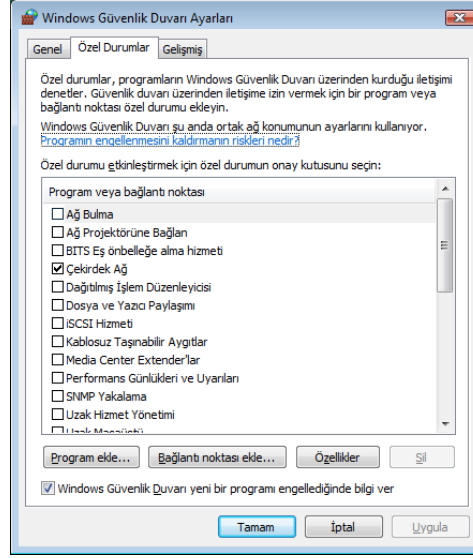 Windows Güvenlik Duvarı Ayarları
Genel
Özel Durumlar
Gelişmiş
Özel durumlar, programların Windows Güvenlik Duvarı üzerinden kurduğu iletişimi
denetler. Güvenlik duvarı üzerinden iletişime izin vermek için bir program veya
bağlantı noktası özel durumu ekleyin.
Windows Güvenlik Duvarı şu anda ortak ağ konumunun ayarlarını kullanıyor.
Programın engellenmesini kaldırmanın riskleri nedir?
Özel durumu etkinleştirmek için özel durumun onay kutusunu seçin:
Program veya bağlantı noktası
Ağ Bulma
Ağ Projektörüne Bağlan
BITS Eş önbelleğe alma hizmeti
Çekirdek Ağ
Dağıtılmış İşlem Düzenleyicisi
Dosya ve Yazıcı Paylaşımı
iSCSI Hizmeti
Kablosuz Taşınabilir Aygıtlar
Media Center Extender'lar
Performans Günlükleri ve Uyarıları
SNMP Yakalama
Uzak Hizmet Yönetimi
Uzak Masaüstü
Program ekle...
Bağlantı noktası ekle...
Özellikler
Sil
Windows Güvenlik Duvarı yeni bir programı engellediğinde bilgi ver
Tamam
İptal
Uygula